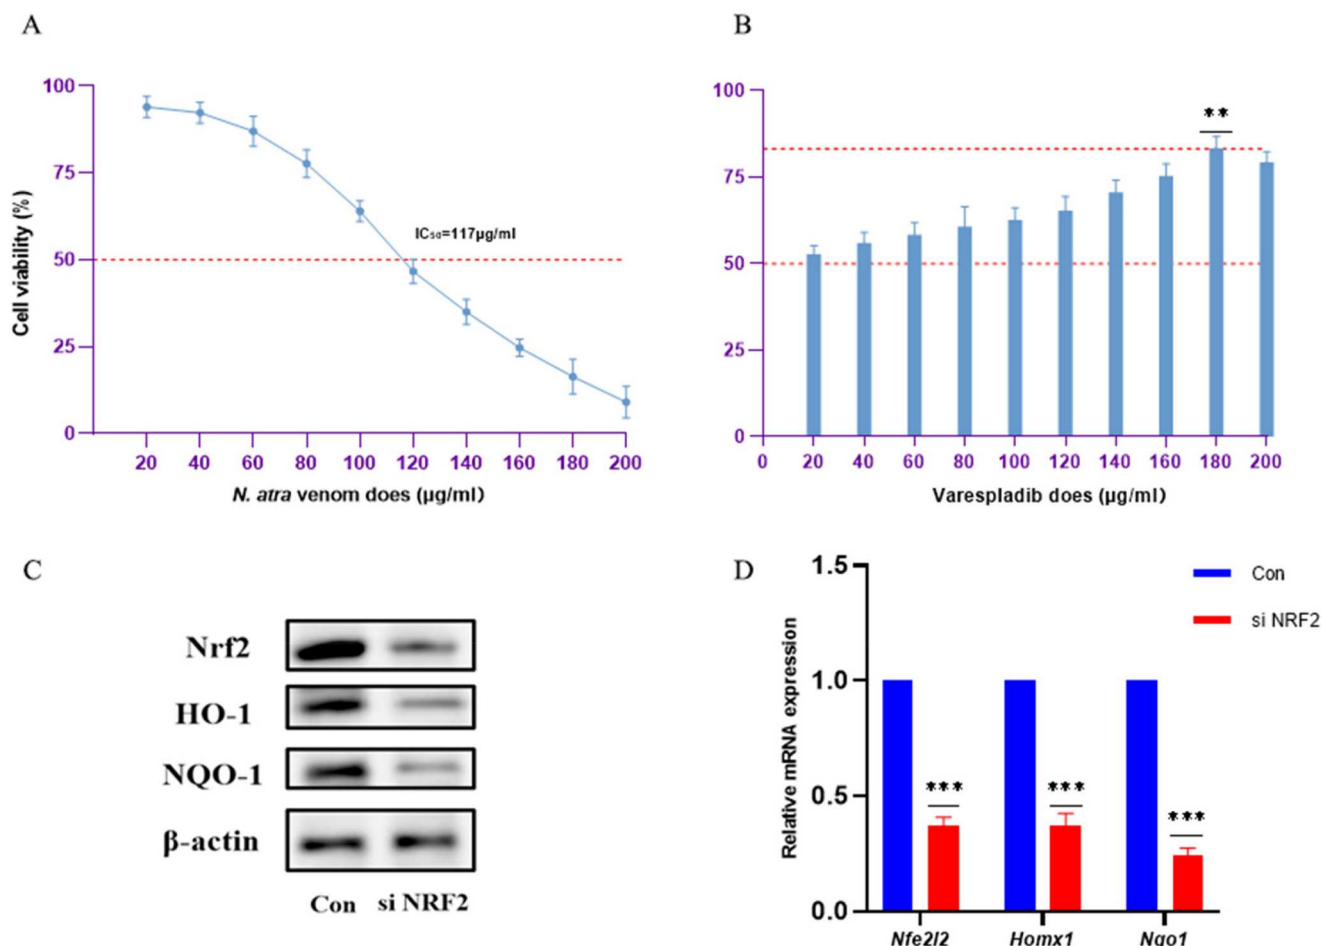 A
100
75
50
25
0
Cell viability (%)
IC50=117μg/ml
20 40 60 80 100 120 140 160 180 200
N. atra venom does (μg/ml)
B
100
75
50
25
0
**
0 20 40 60 80 100 120 140 160 180 200
Varespladib does (μg/ml)
C
Nrf2
HO-1
NQO-1
β-actin
Con si NRF2
D
1.5
1.0
0.5
0.0
Relative mRNA expression
Con
si NRF2
*** *** ***
Nfe2l2 Homx1 Nqo1